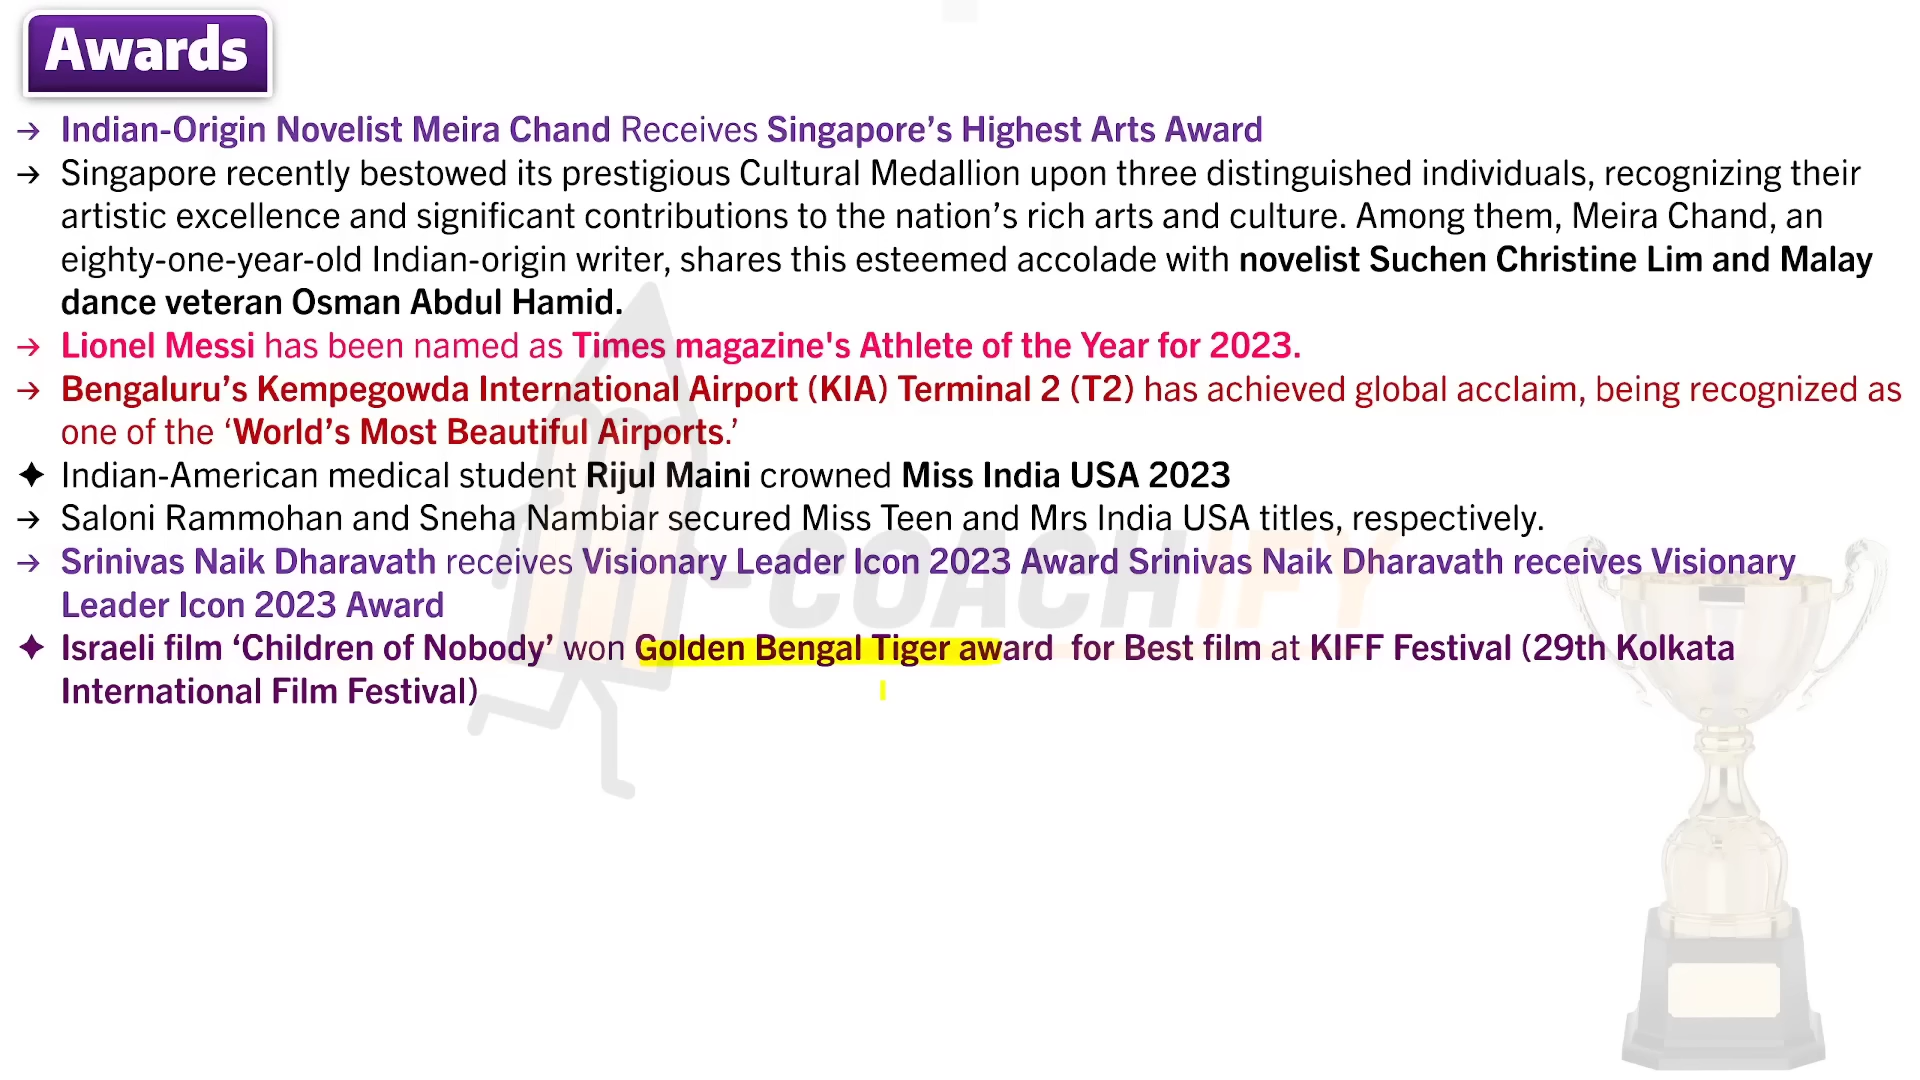 Awards
→ Indian-Origin Novelist Meira Chand Receives Singapore’s Highest Arts Award
→ Singapore recently bestowed its prestigious Cultural Medallion upon three distinguished individuals, recognizing their
artistic excellence and significant contributions to the nation’s rich arts and culture. Among them, Meira Chand, an
eighty-one-year-old Indian-origin writer, shares this esteemed accolade with novelist Suchen Christine Lim and Malay
dance veteran Osman Abdul Hamid.
→ Lionel Messi has been named as Times magazine's Athlete of the Year for 2023.
→ Bengaluru’s Kempegowda International Airport (KIA) Terminal 2 (T2) has achieved global acclaim, being recognized as
one of the ‘World’s Most Beautiful Airports.’
✦ Indian-American medical student Rijul Maini crowned Miss India USA 2023
→ Saloni Rammohan and Sneha Nambiar secured Miss Teen and Mrs India USA titles, respectively.
→ Srinivas Naik Dharavath receives Visionary Leader Icon 2023 Award Srinivas Naik Dharavath receives Visionary
Leader Icon 2023 Award
✦ Israeli film ‘Children of Nobody’ won Golden Bengal Tiger award for Best film at KIFF Festival (29th Kolkata
International Film Festival)
-COACHIFY